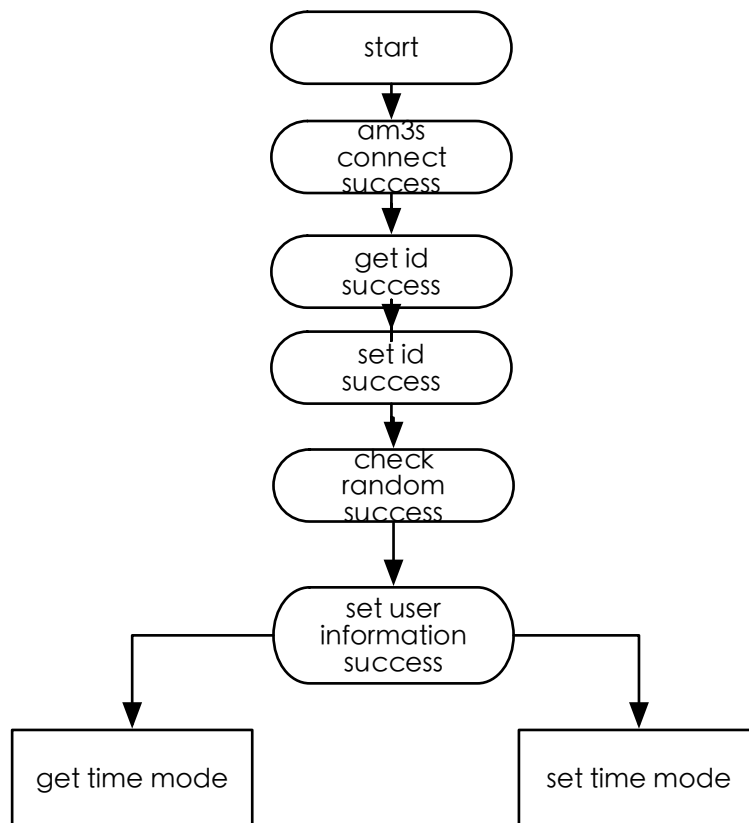 start
am3s
connect
success
get id
success
set id
success
check
random
success
set user
information
success
get time mode
set time mode